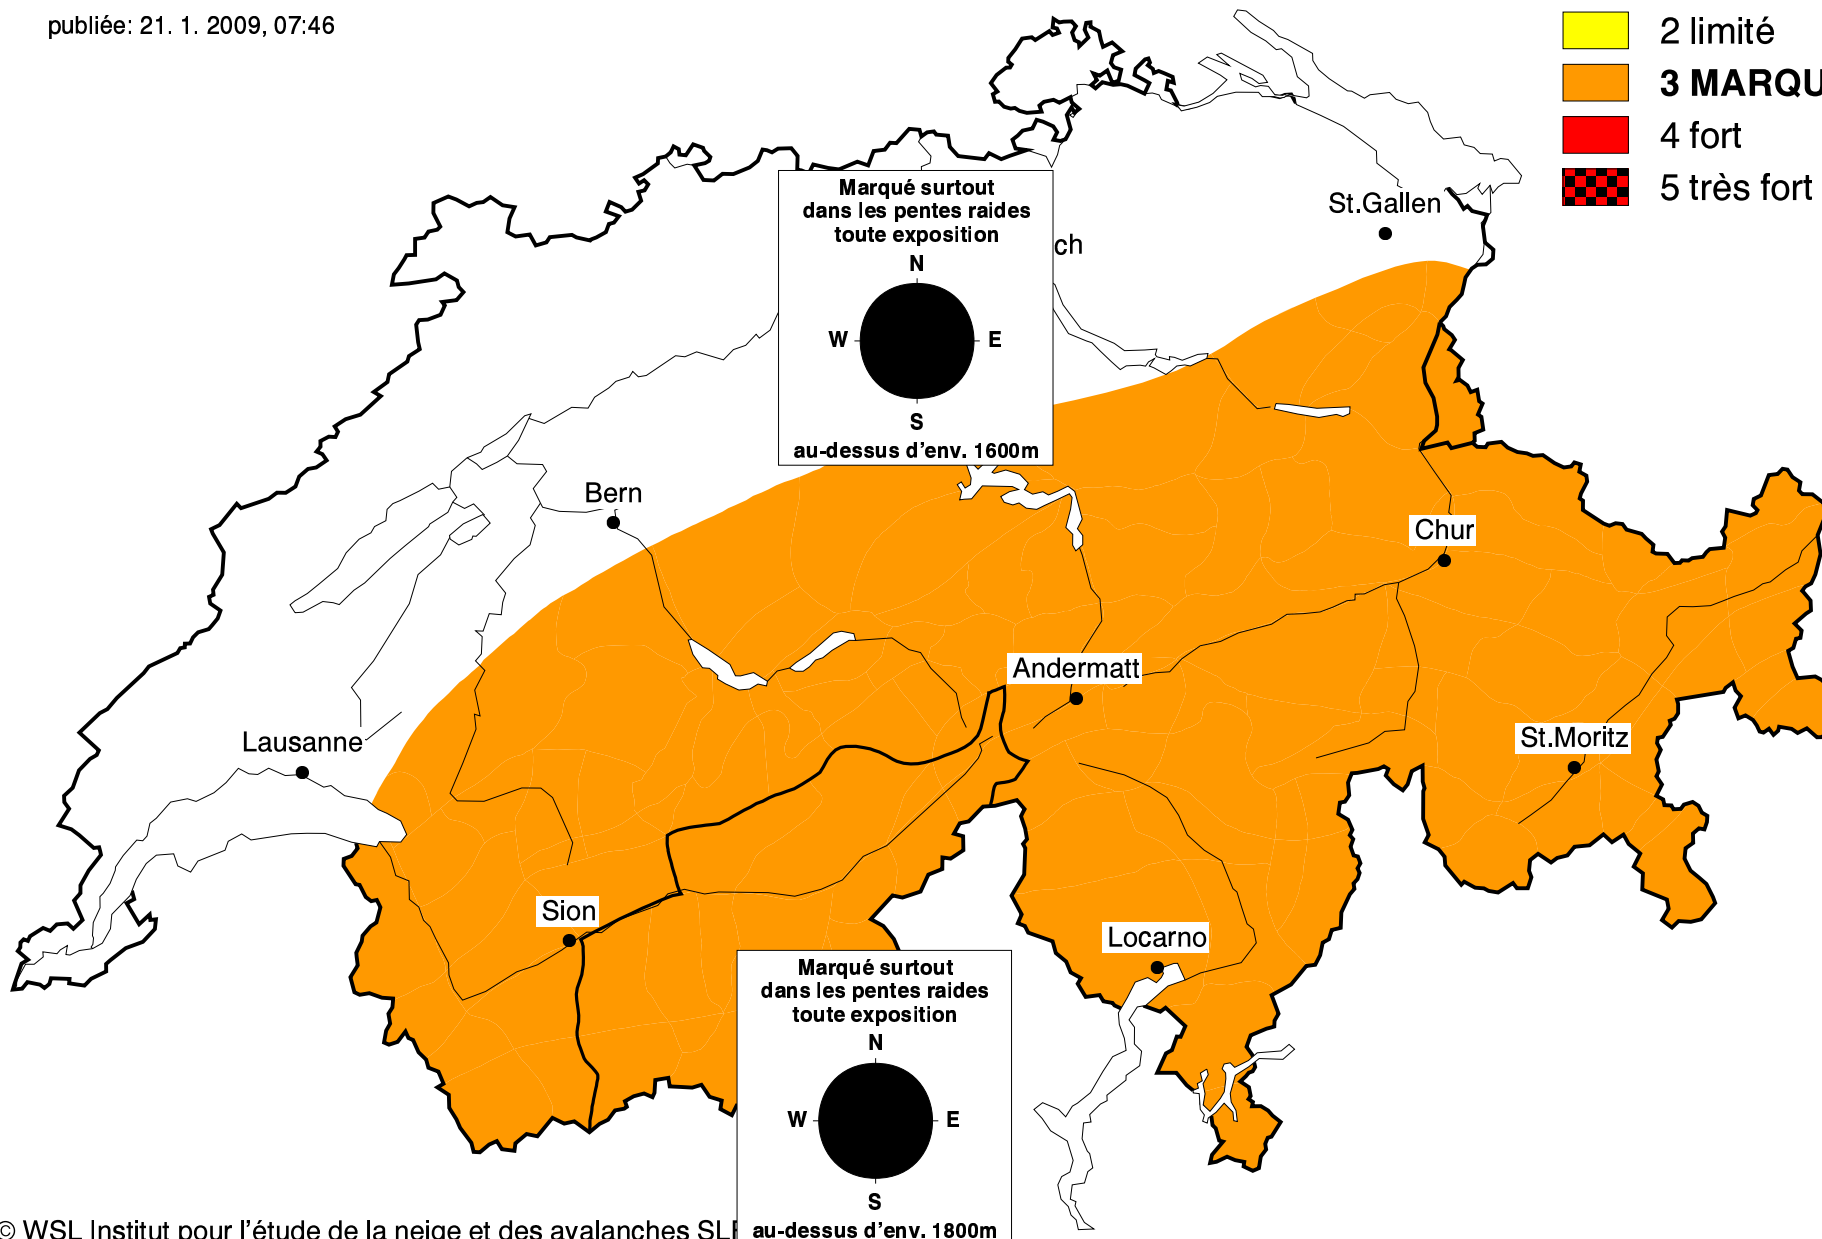 publiée: 21. 1. 2009, 07:46
2 limité
3 MARQU
4 fort
5 très fort
Marqué surtout
dans les pentes raides
toute exposition
N
W E
S
au-dessus d'env. 1600m
ch
St.Gallen
Bern
Chur
Andermatt
Lausanne
St.Moritz
Sion
Locarno
Marqué surtout
dans les pentes raides
toute exposition
N
W E
S
au-dessus d'env. 1800m
© WSL Institut pour l'étude de la neige et des avalanches SL